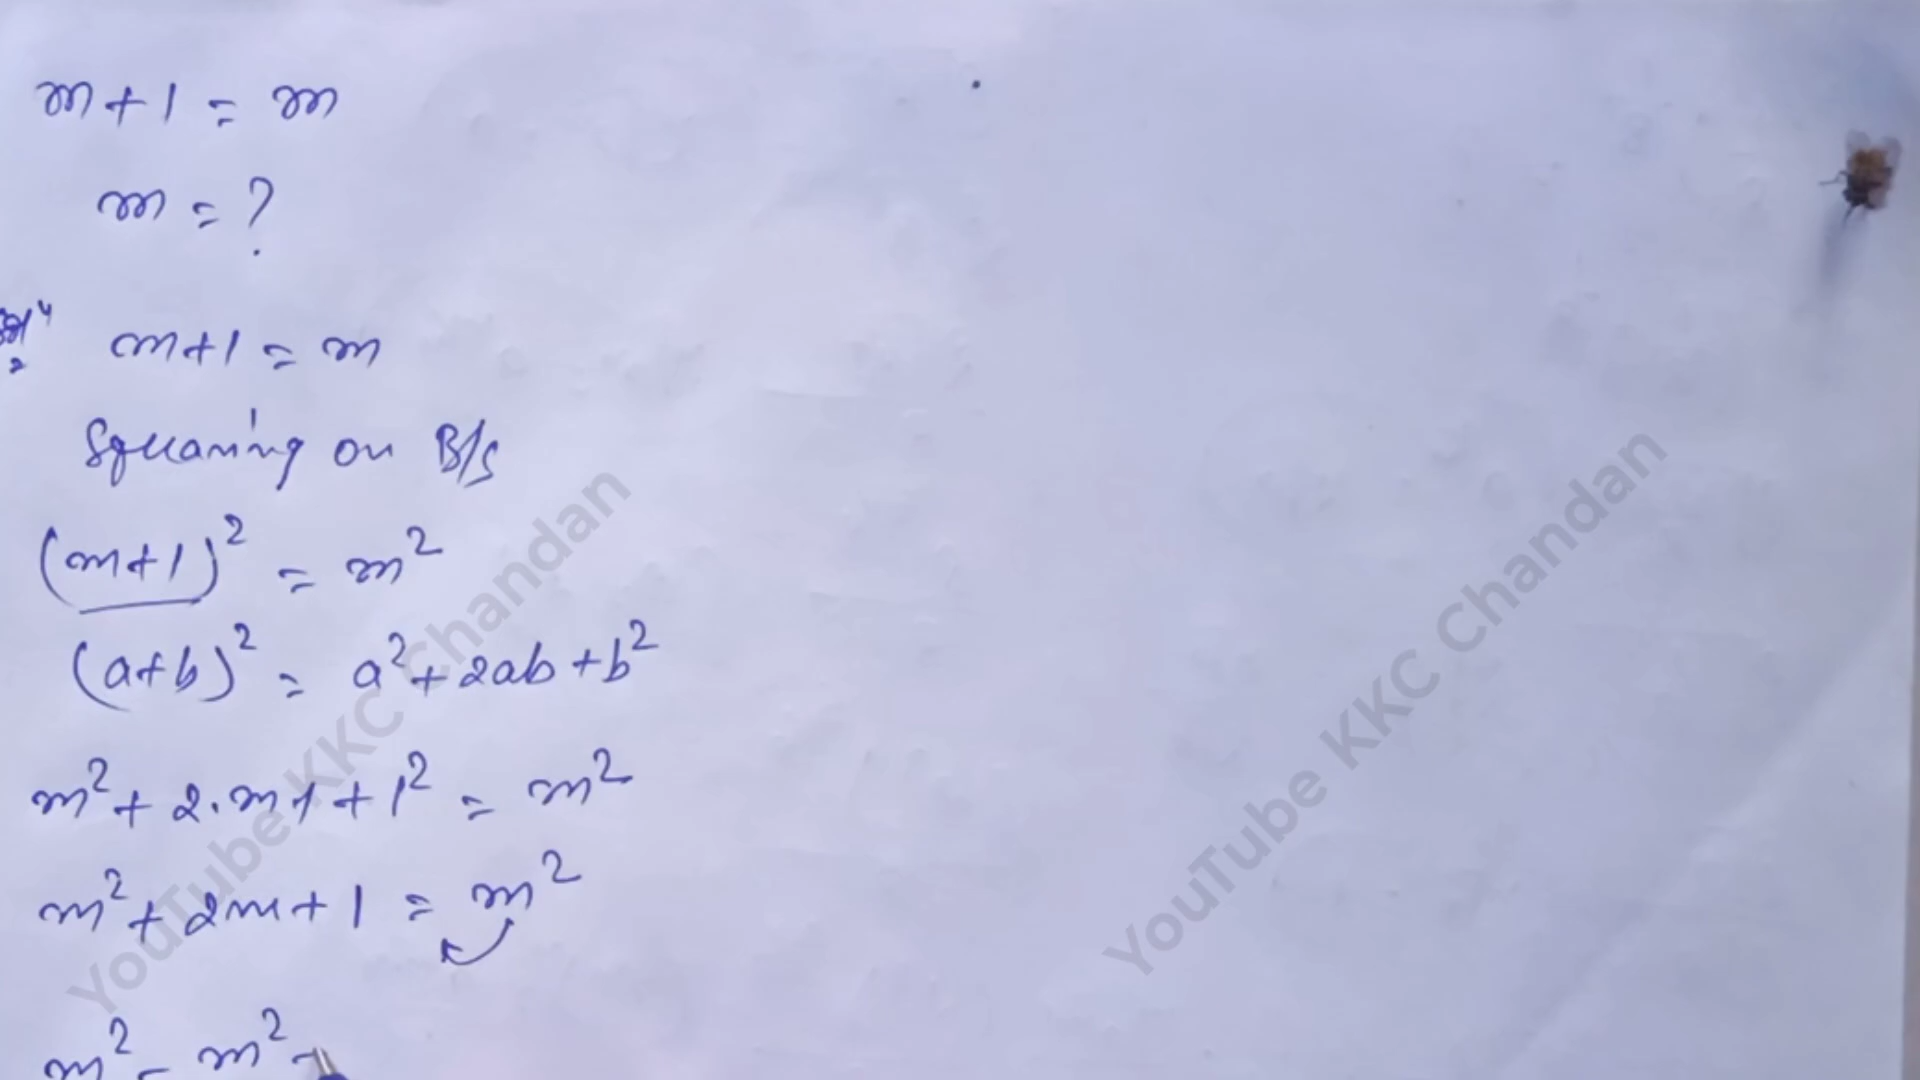 m+1 = m
m = ?
m+1 = m
Squaring on B/s
(m+1)² = m²
(a+b)² = a²+2ab+b²
m²+2·m1+1² = m²
m²+2m+1 = m²
m² - m²
YouTube KKC Chandan
YouTube KKC Chandan